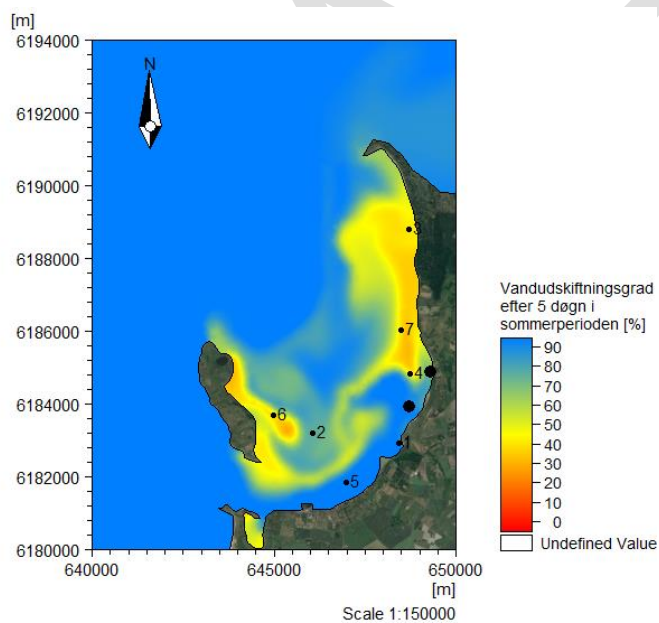 [m]
6194000
N
6192000
6190000
3
6188000
7
6186000
4
6184000
6
2
1
6182000
5
6180000
640000 645000 650000
[m]
Scale 1:150000
Vandudskiftningsgrad
efter 5 døgn i
sommerperioden [%]
90
80
70
60
50
40
30
20
10
0
Undefined Value